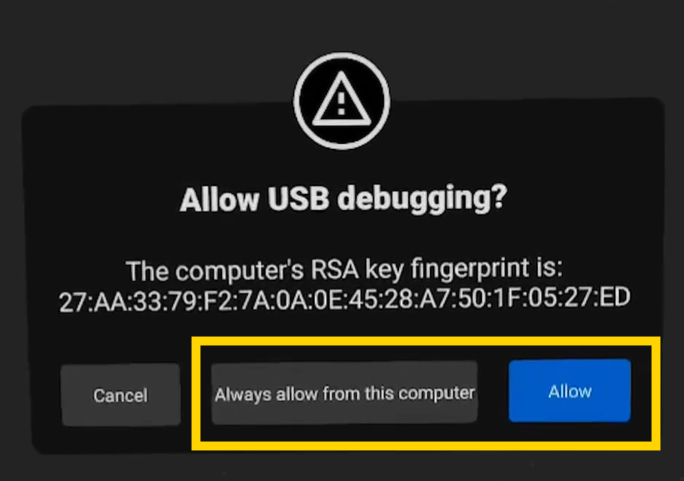 Allow USB debugging?
The computer's RSA key fingerprint is:
27:AA:33:79:F2:7A:0A:0E:45:28:A7:50:1F:05:27:ED
Cancel
Always allow from this computer
Allow